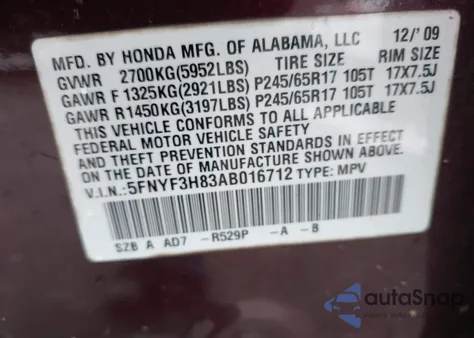 MFD. BY HONDA MFG. OF ALABAMA, LLC 12/'09
GVWR 2700KG(5952LBS) TIRE SIZE RIM SIZE
GAWR F 1325KG(2921LBS) P245/65R17 105T 17X7.5J
GAWR R1450KG(3197LBS) P245/65R17 105T 17X7.5J
THIS VEHICLE CONFORMS TO ALL APPLICABLE
FEDERAL MOTOR VEHICLE SAFETY
AND THEFT PREVENTION STANDARDS IN EFFECT ON THE
DATE OF MANUFACTURE SHOWN ABOVE.
V.I.N.: 5FNYF3H83AB016712 TYPE: MPV
SZB A AD7 -R529P -A -B
autoSnap